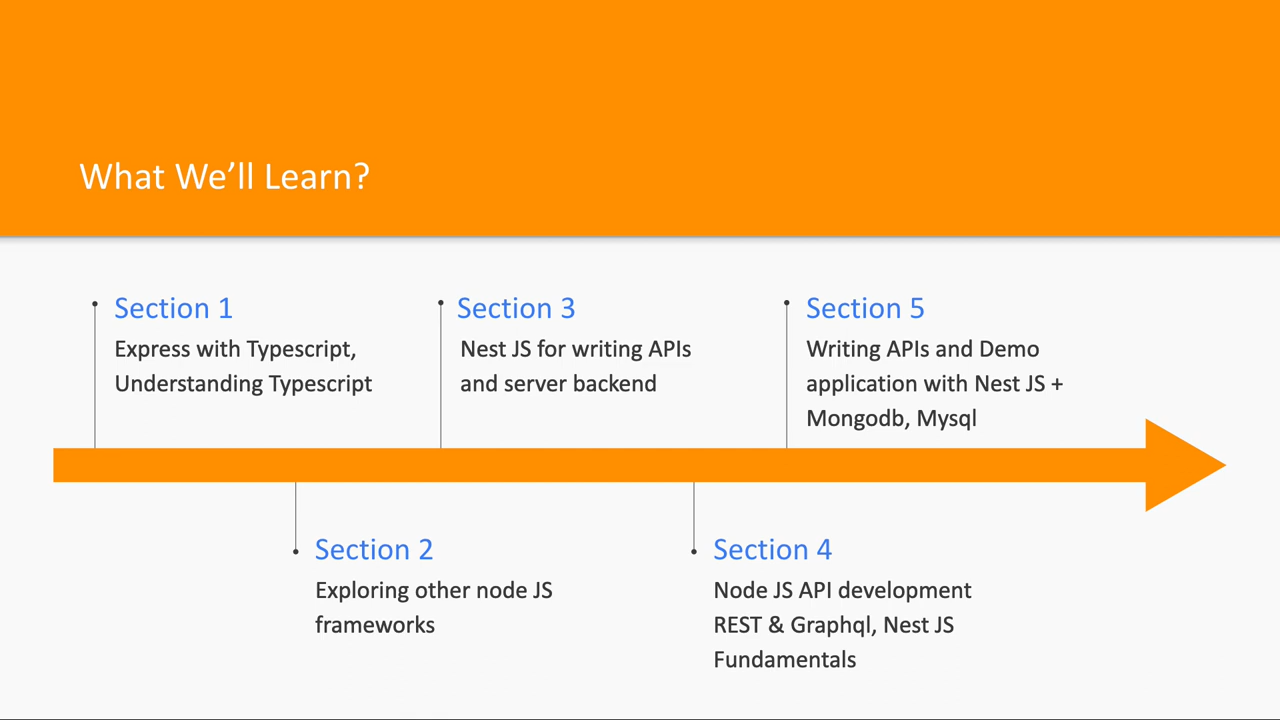 What We’ll Learn?
Section 1
Express with Typescript,
Understanding Typescript
Section 2
Exploring other node JS
frameworks
Section 3
Nest JS for writing APIs
and server backend
Section 4
Node JS API development
REST & Graphql, Nest JS
Fundamentals
Section 5
Writing APIs and Demo
application with Nest JS +
Mongodb, Mysql